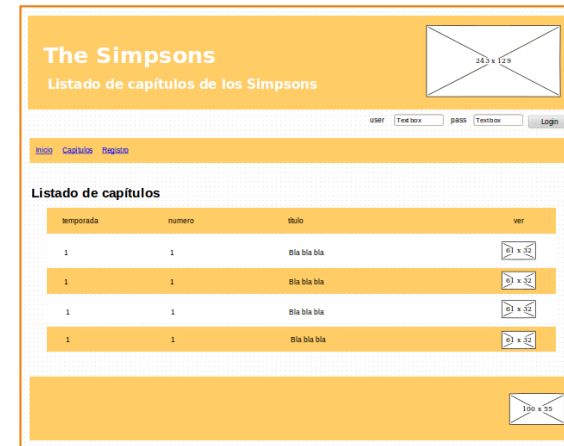 The Simpsons
Listado de capítulos de los Simpsons
243 x 129
user Textbox pass Textbox Login
Inicio Capítulos Registro
Listado de capítulos
temporada numero titulo ver
1 1 Bla bla bla 61 x 32
1 1 Bla bla bla 61 x 32
1 1 Bla bla bla 61 x 32
1 1 Bla bla bla 61 x 32
100 x 55